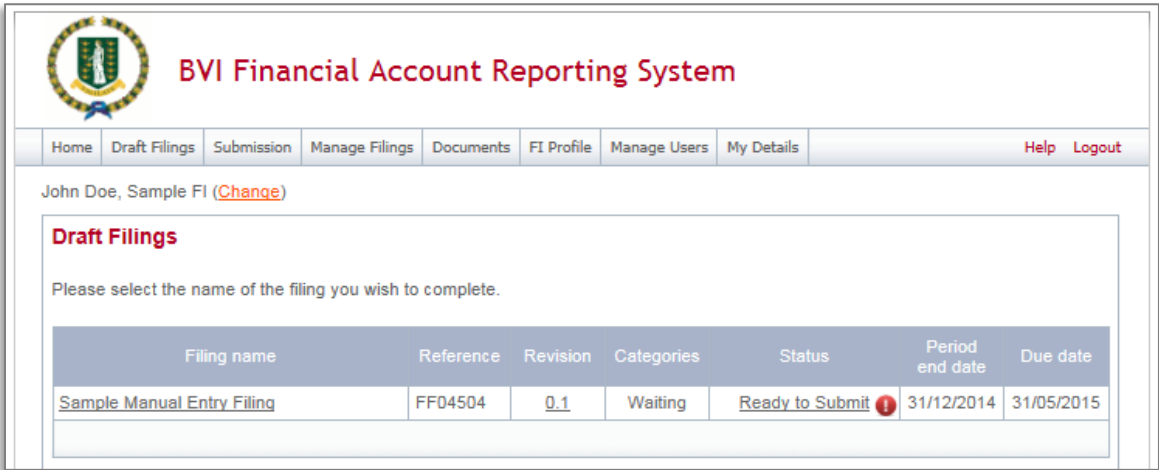 BVI Financial Account Reporting System
Home Draft Filings Submission Manage Filings Documents FI Profile Manage Users My Details Help Logout
John Doe, Sample FI (Change)
Draft Filings
Please select the name of the filing you wish to complete.
Filing name Reference Revision Categories Status Period end date Due date
Sample Manual Entry Filing FF04504 0.1 Waiting Ready to Submit 31/12/2014 31/05/2015